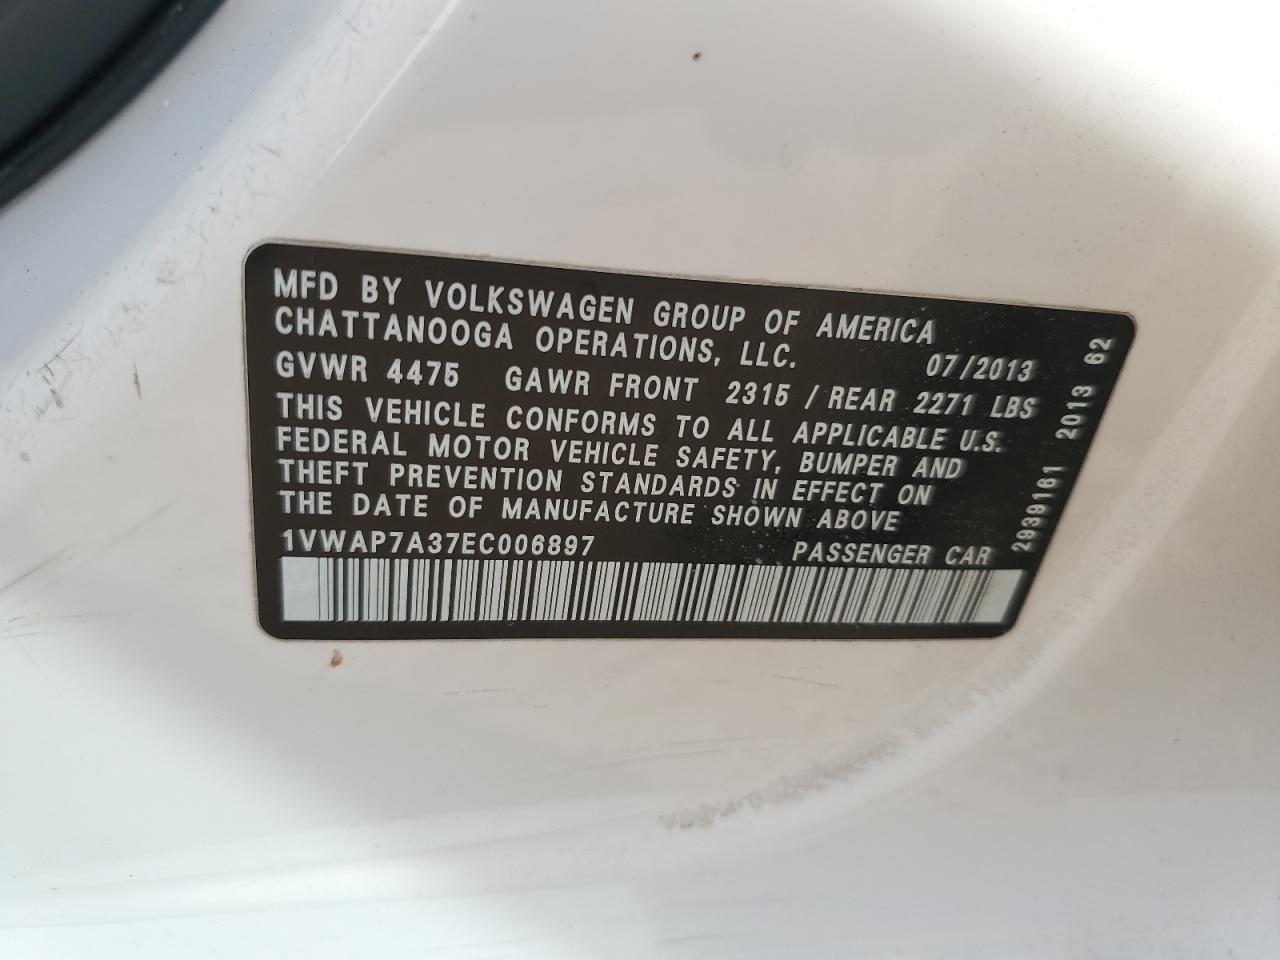 MFD BY VOLKSWAGEN GROUP OF AMERICA
CHATTANOOGA OPERATIONS, LLC.
07/2013
GVWR 4475 GAWR FRONT 2315 / REAR 2271 LBS
THIS VEHICLE CONFORMS TO ALL APPLICABLE U.S.
FEDERAL MOTOR VEHICLE SAFETY, BUMPER AND
THEFT PREVENTION STANDARDS IN EFFECT ON
THE DATE OF MANUFACTURE SHOWN ABOVE
1VWAP7A37EC006897 PASSENGER CAR
2939161 2013 62